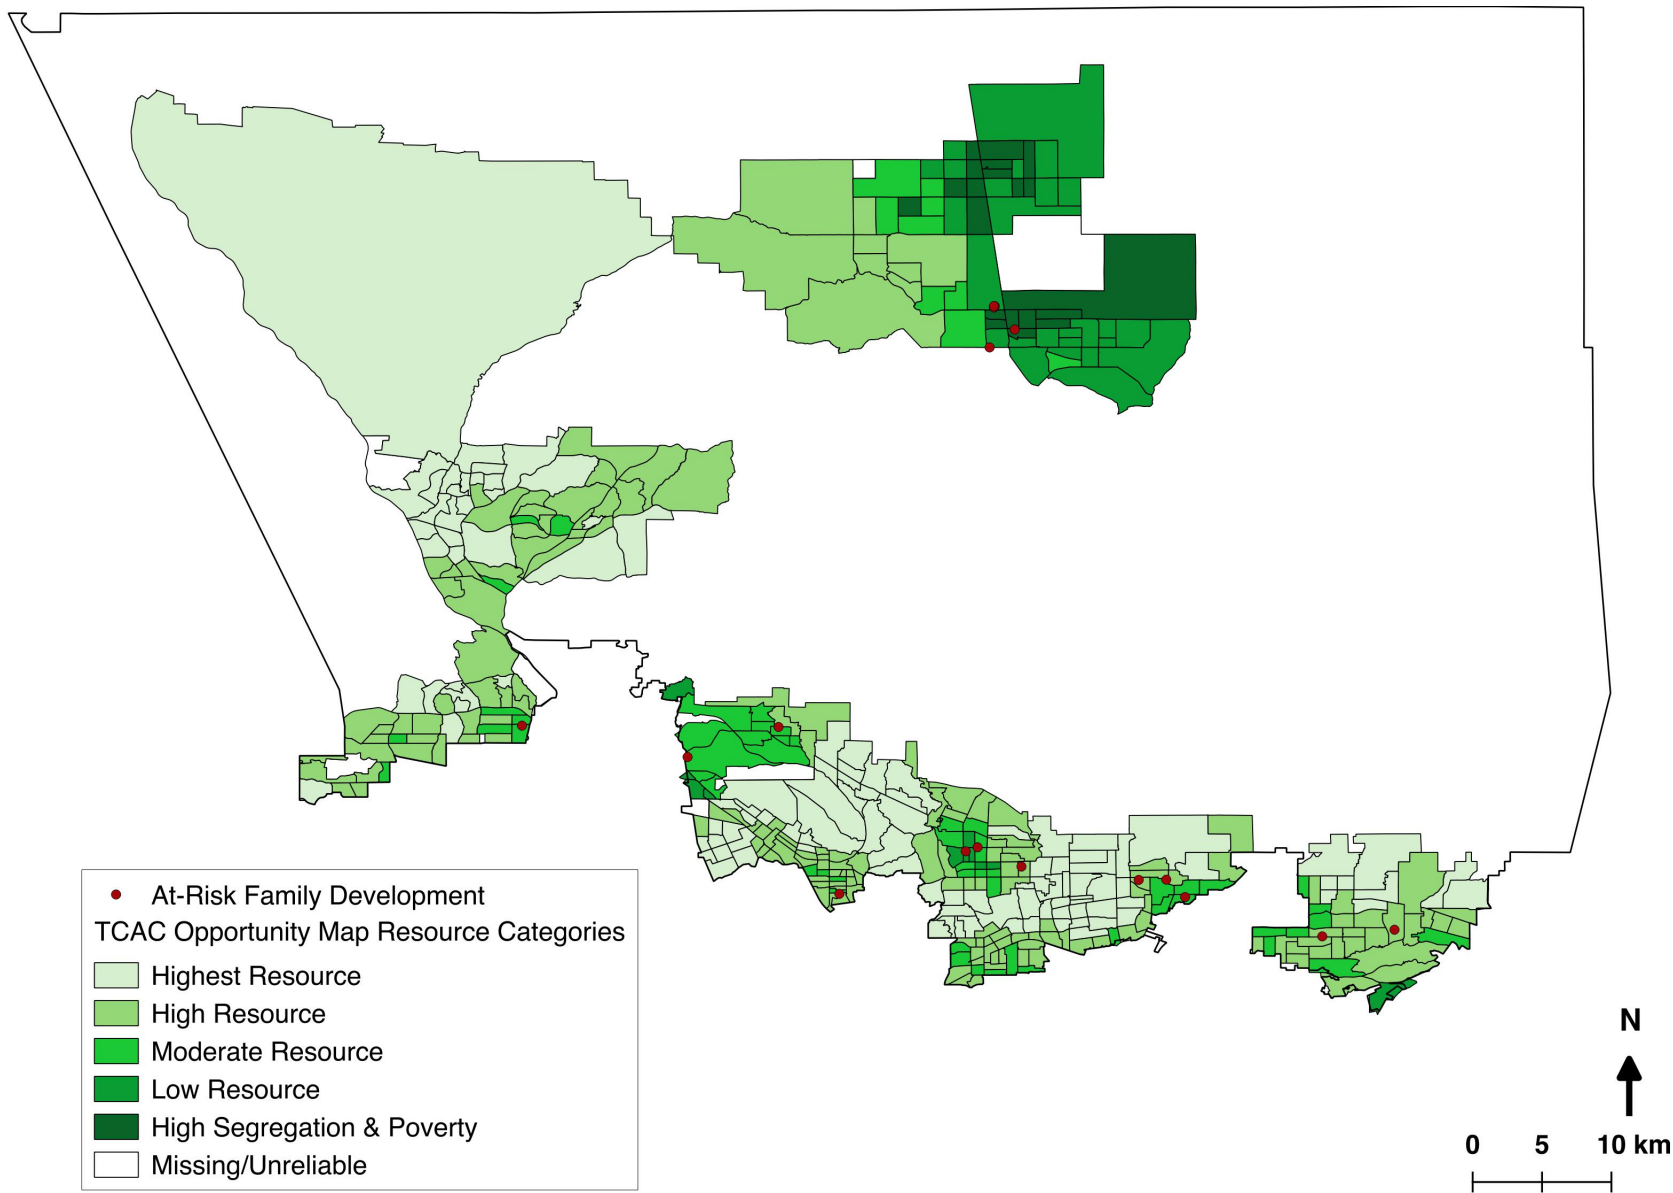 At-Risk Family Development
TCAC Opportunity Map Resource Categories
Highest Resource
High Resource
Moderate Resource
Low Resource
High Segregation & Poverty
Missing/Unreliable
N
0 5 10 km